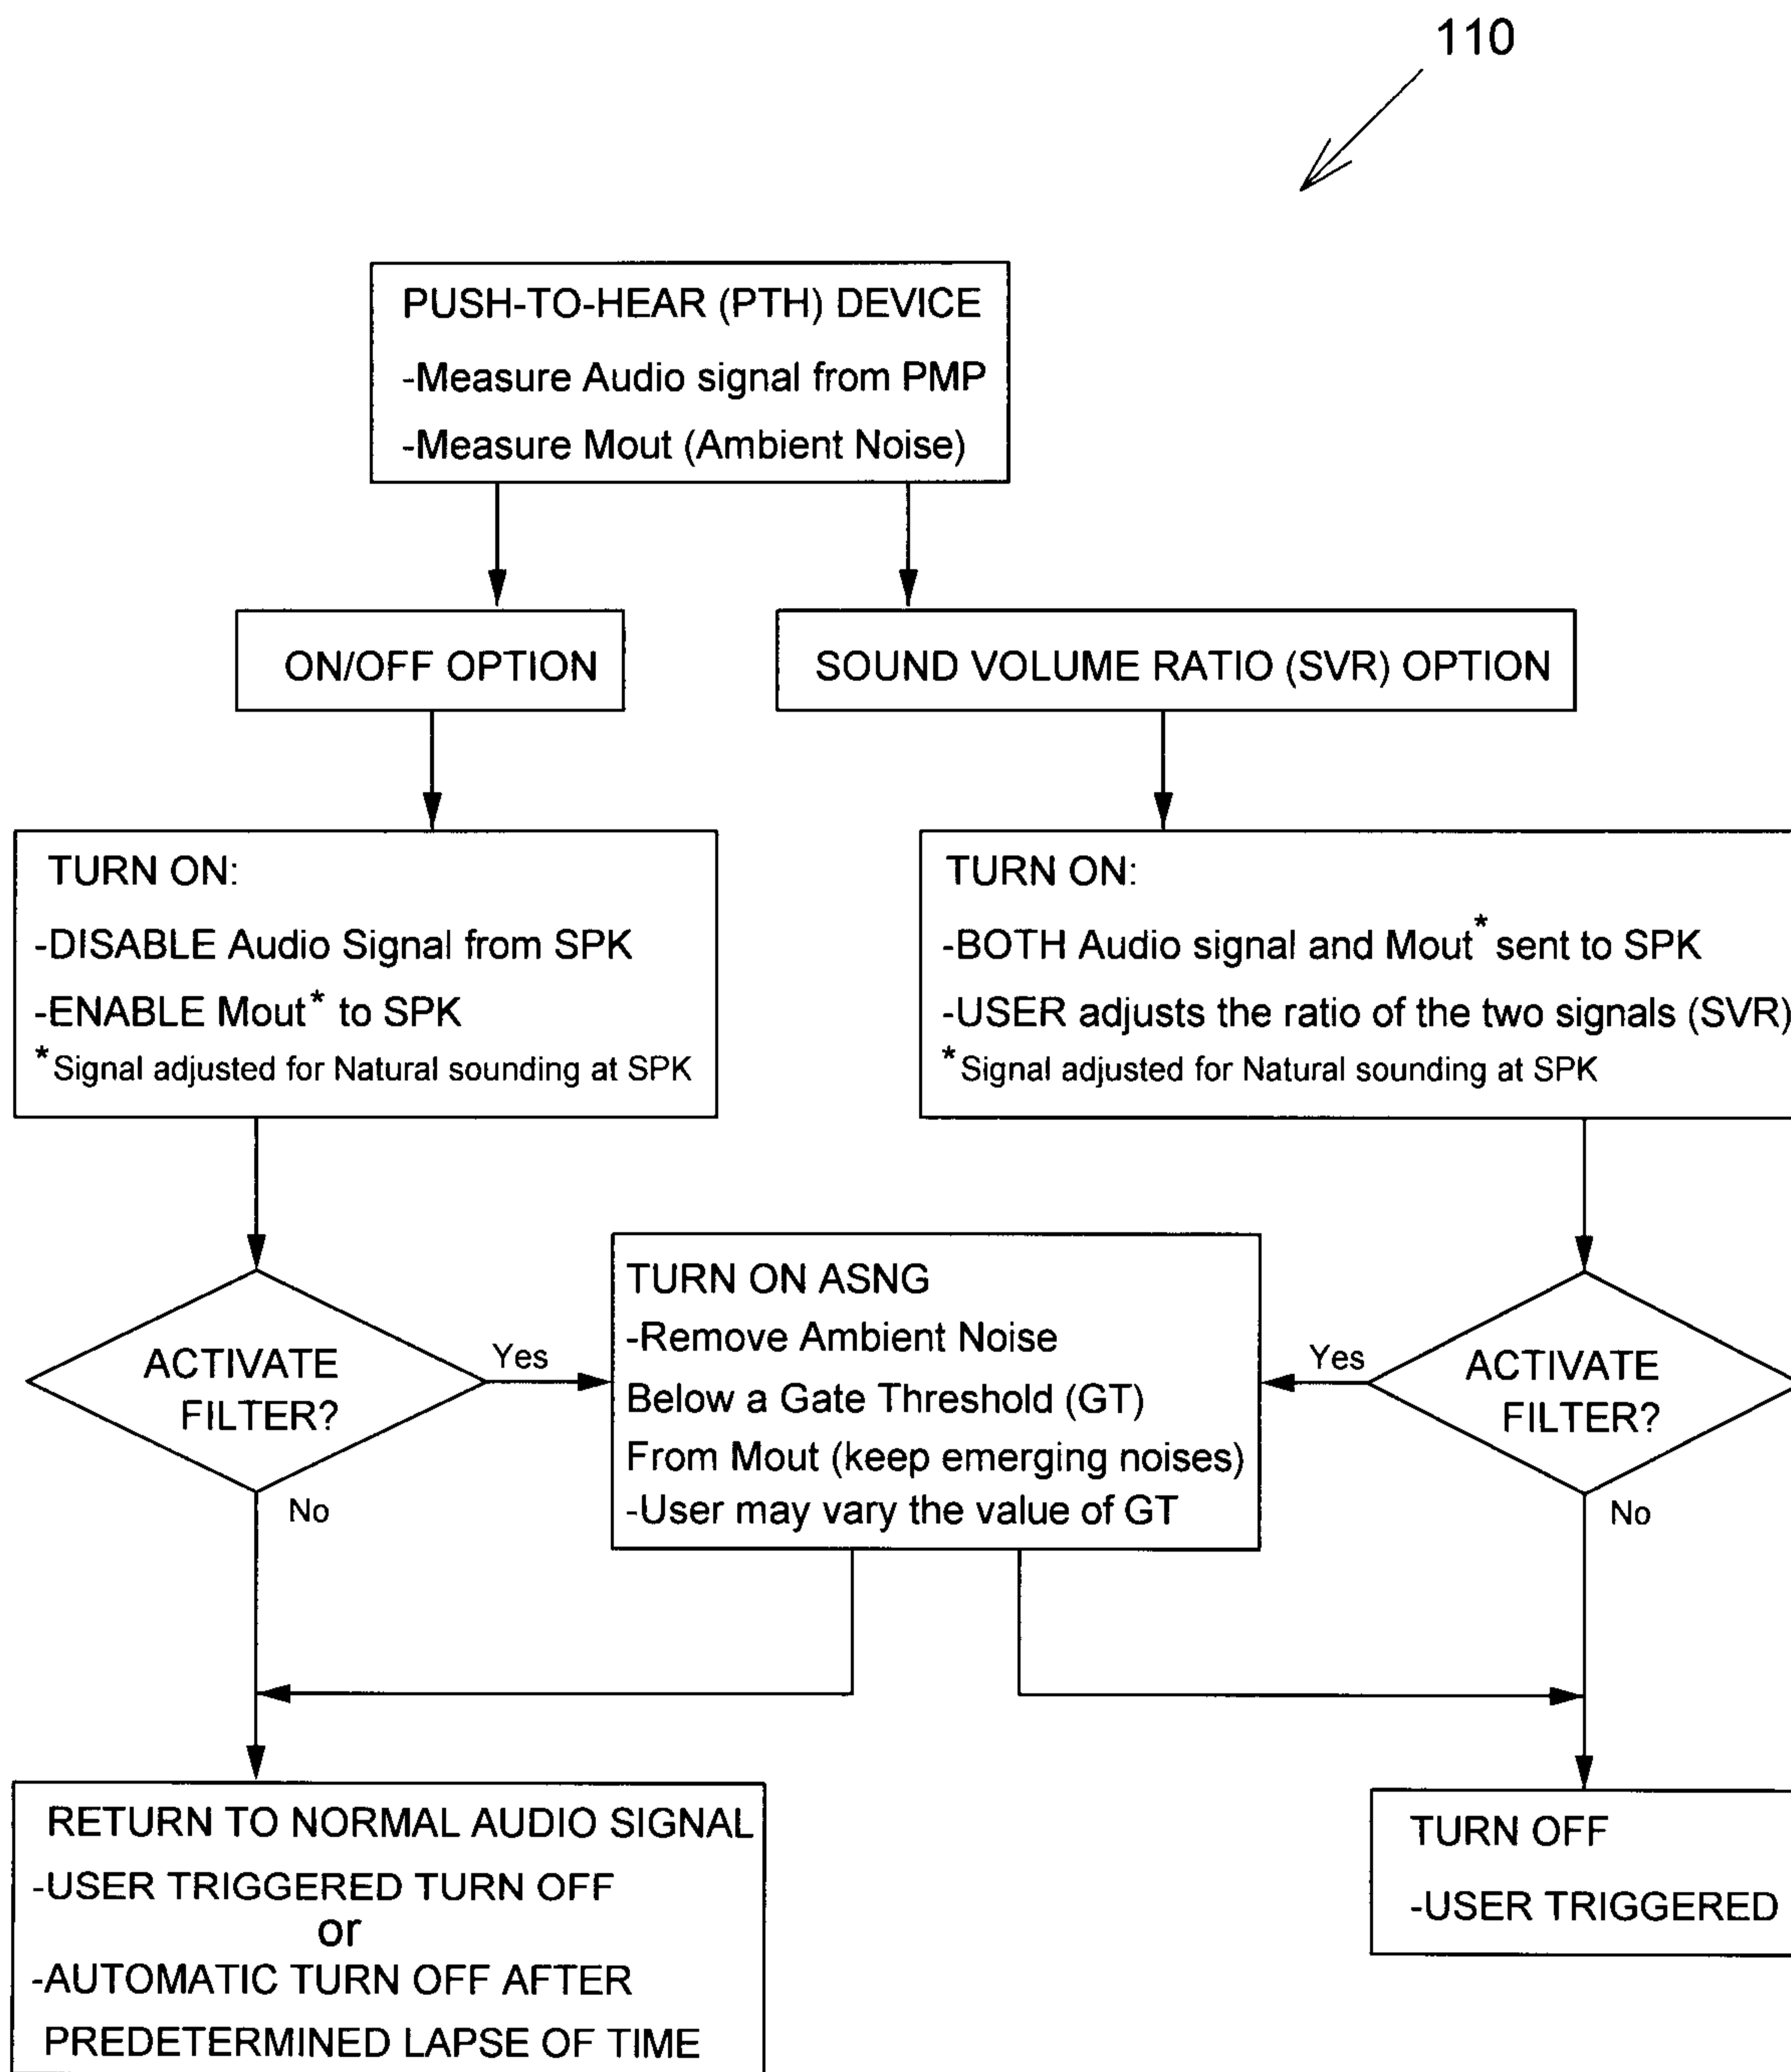 110
PUSH-TO-HEAR (PTH) DEVICE
-Measure Audio signal from PMP
-Measure Mout (Ambient Noise)
ON/OFF OPTION
SOUND VOLUME RATIO (SVR) OPTION
TURN ON:
-DISABLE Audio Signal from SPK
-ENABLE Mout* to SPK
*Signal adjusted for Natural sounding at SPK
TURN ON:
-BOTH Audio signal and Mout* sent to SPK
-USER adjusts the ratio of the two signals (SVR)
*Signal adjusted for Natural sounding at SPK
ACTIVATE
FILTER?
Yes
No
TURN ON ASNG
-Remove Ambient Noise
Below a Gate Threshold (GT)
From Mout (keep emerging noises)
-User may vary the value of GT
Yes
ACTIVATE
FILTER?
No
RETURN TO NORMAL AUDIO SIGNAL
-USER TRIGGERED TURN OFF
or
-AUTOMATIC TURN OFF AFTER
PREDETERMINED LAPSE OF TIME
TURN OFF
-USER TRIGGERED